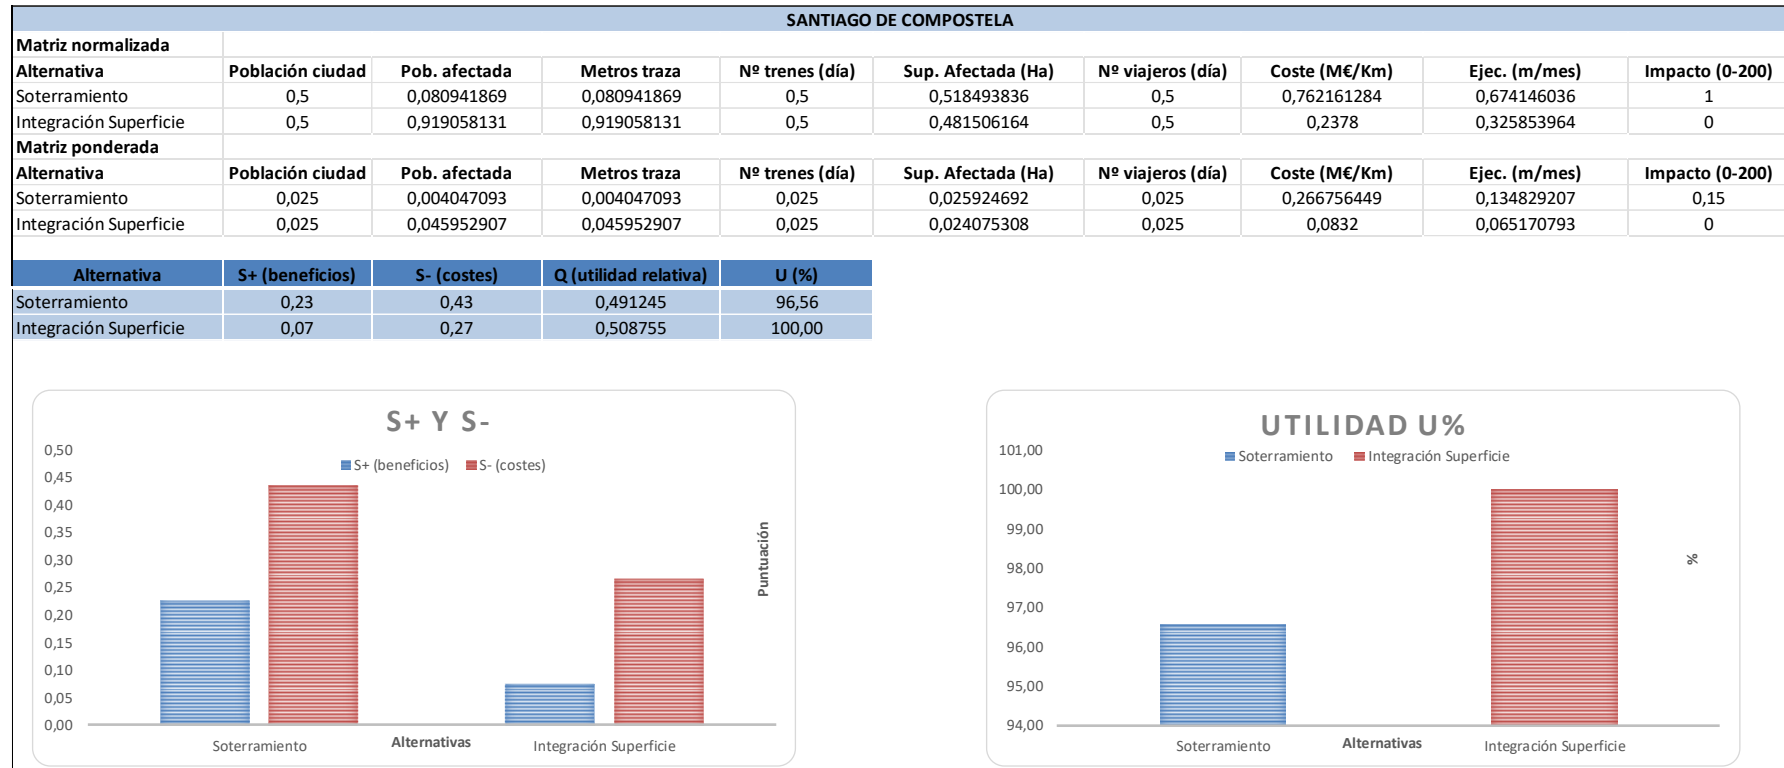 SANTIAGO DE COMPOSTELA
Matriz normalizada
Alternativa Población ciudad Pob. afectada Metros traza Nº trenes (día) Sup. Afectada (Ha) Nº viajeros (día) Coste (M€/Km) Ejec. (m/mes) Impacto (0-200)
Soterramiento 0,5 0,080941869 0,080941869 0,5 0,518493836 0,5 0,762161284 0,674146036 1
Integración Superficie 0,5 0,919058131 0,919058131 0,5 0,481506164 0,5 0,2378 0,325853964 0
Matriz ponderada
Alternativa Población ciudad Pob. afectada Metros traza Nº trenes (día) Sup. Afectada (Ha) Nº viajeros (día) Coste (M€/Km) Ejec. (m/mes) Impacto (0-200)
Soterramiento 0,025 0,004047093 0,004047093 0,025 0,025924692 0,025 0,266756449 0,134829207 0,15
Integración Superficie 0,025 0,045952907 0,045952907 0,025 0,024075308 0,025 0,0832 0,065170793 0
Alternativa S+ (beneficios) S- (costes) Q (utilidad relativa) U (%)
Soterramiento 0,23 0,43 0,491245 96,56
Integración Superficie 0,07 0,27 0,508755 100,00
S+ Y S-
S+ (beneficios) S- (costes)
0,50
0,45
0,40
0,35
0,30
0,25
0,20
0,15
0,10
0,05
0,00
Puntuación
Soterramiento Alternativas Integración Superficie
UTILIDAD U%
Soterramiento Integración Superficie
101,00
100,00
99,00
98,00
97,00
96,00
95,00
94,00
%
Soterramiento Alternativas Integración Superficie